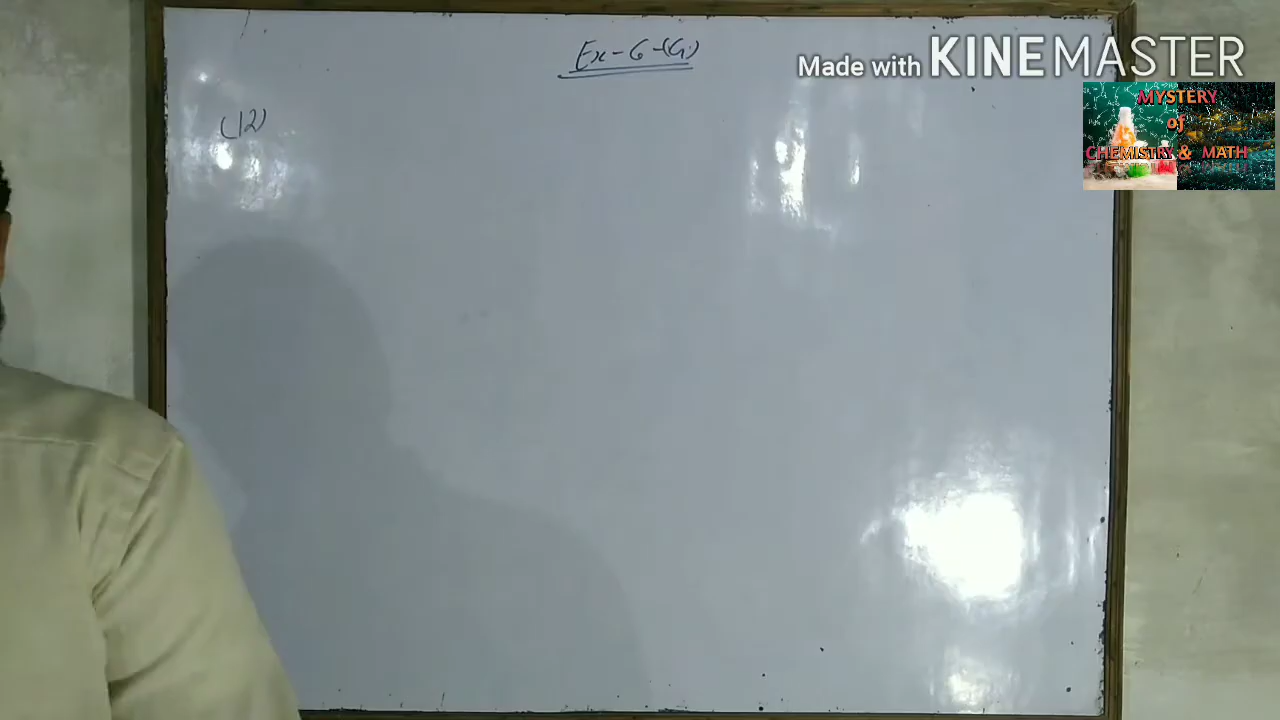 Ex-6-(G)
Made with KINEMASTER
(12)
MYSTERY
of
CHEMISTRY & MATH